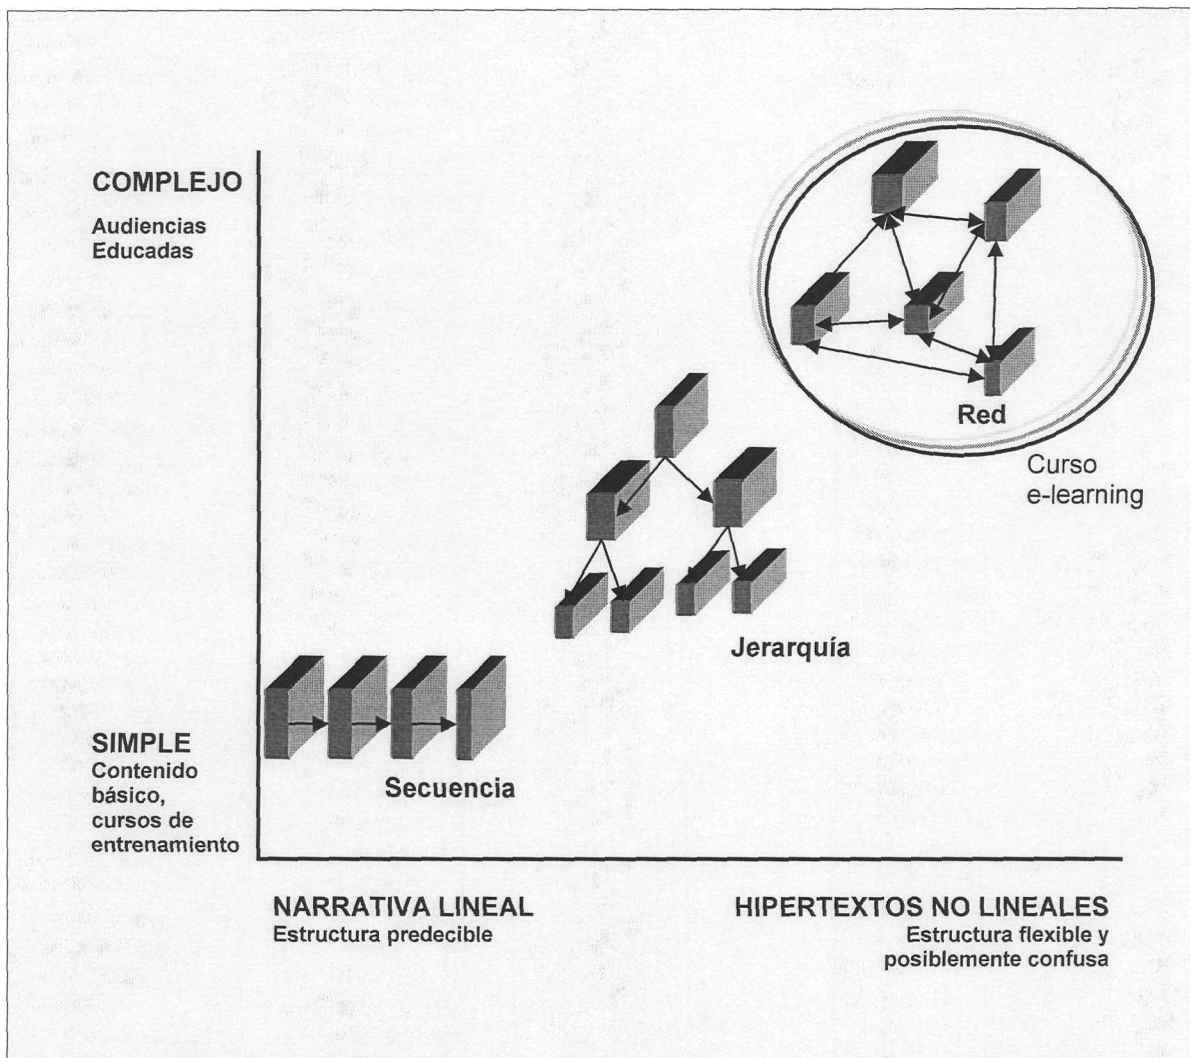 COMPLEJO
Audiencias
Educadas
Red
Curso
e-learning
Jerarquía
SIMPLE
Contenido
básico,
cursos de
entrenamiento
Secuencia
NARRATIVA LINEAL
Estructura predecible
HIPERTEXTOS NO LINEALES
Estructura flexible y
posiblemente confusa